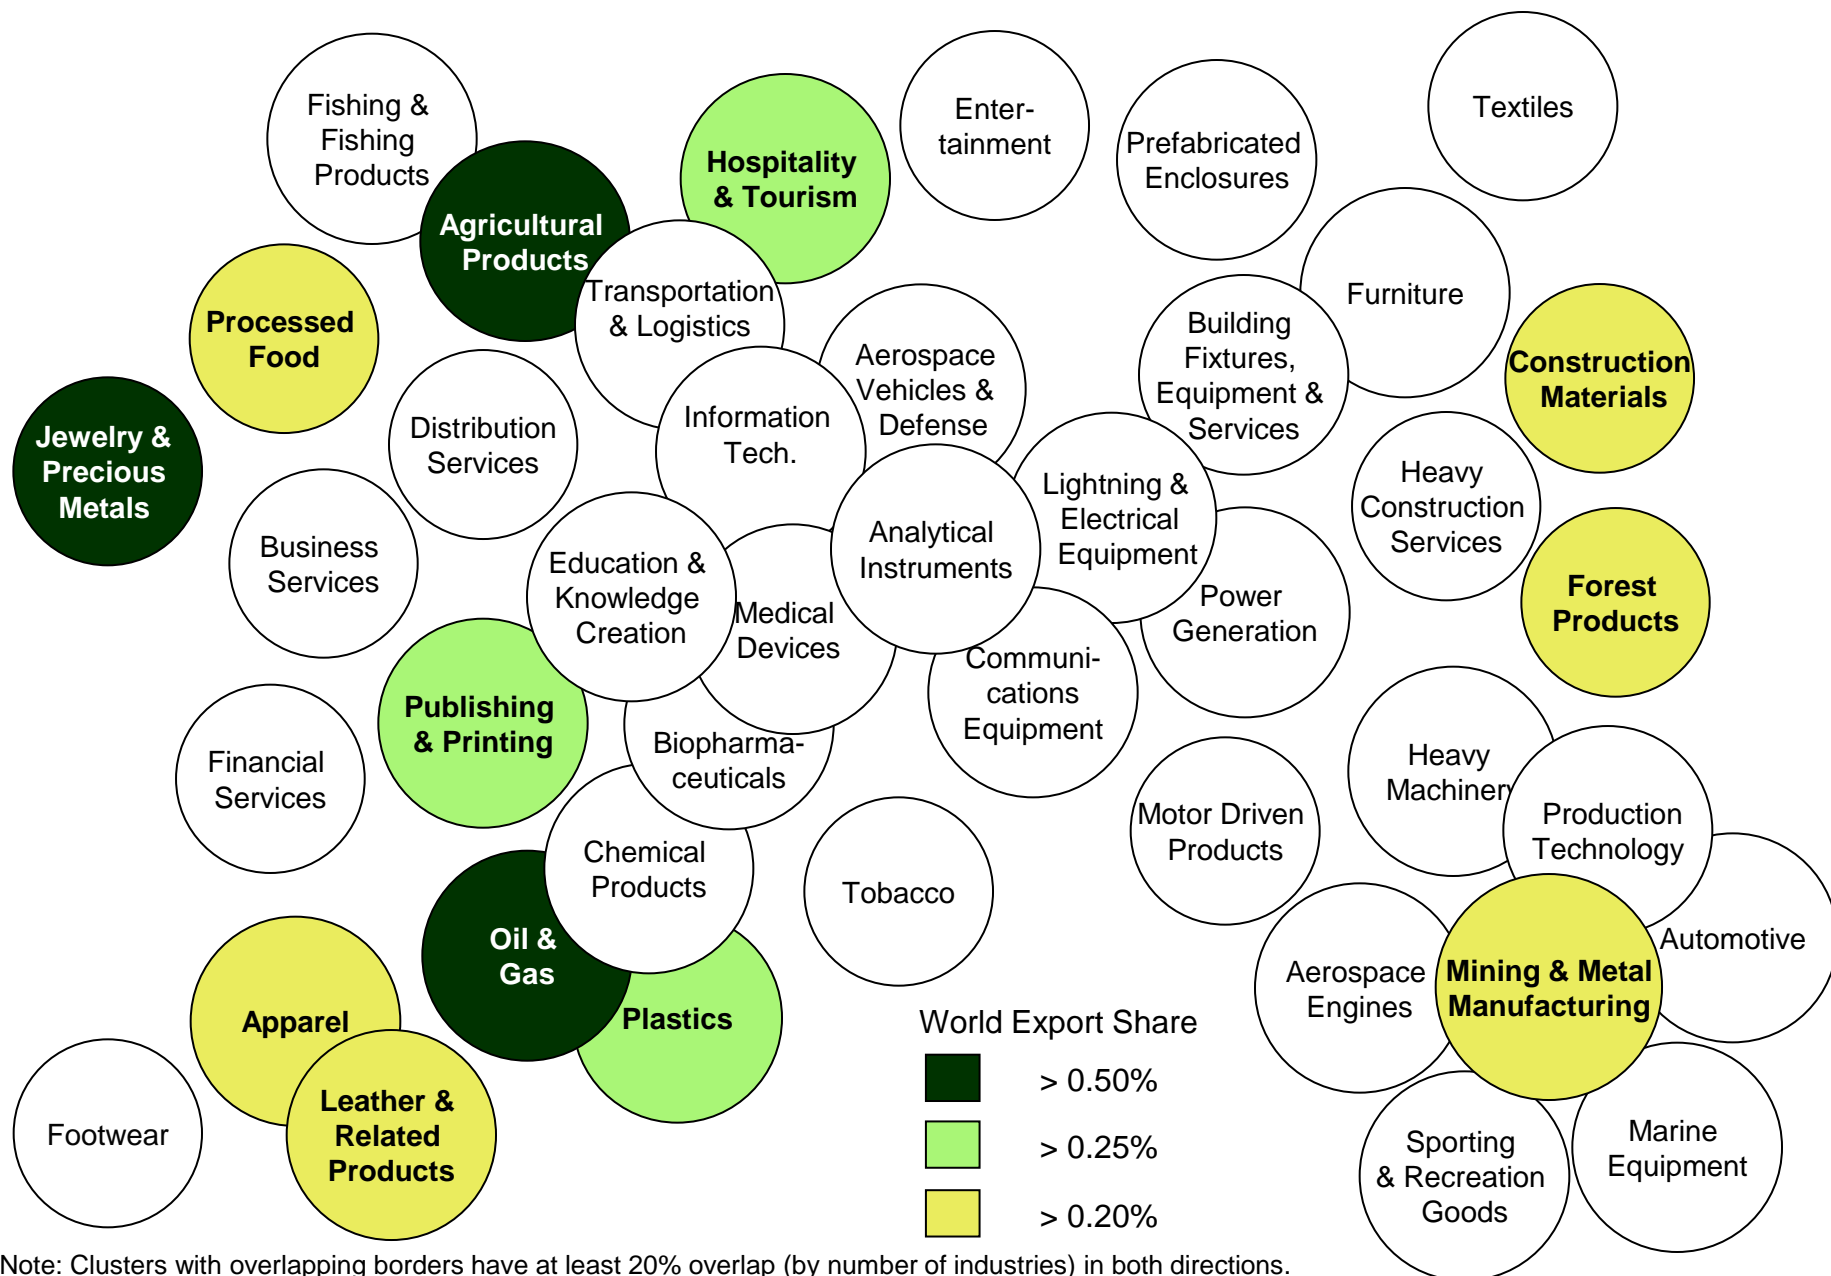 Fishing &
Fishing
Products
Enter-
tainment
Textiles
Prefabricated
Enclosures
Hospitality
& Tourism
Agricultural
Products
Transportation
& Logistics
Furniture
Processed
Food
Building
Fixtures,
Equipment &
Services
Construction
Materials
Aerospace
Vehicles &
Defense
Information
Tech.
Distribution
Services
Jewelry &
Precious
Metals
Heavy
Construction
Services
Lightning &
Electrical
Equipment
Analytical
Instruments
Business
Services
Education &
Knowledge
Creation
Medical
Devices
Power
Generation
Forest
Products
Communi-
cations
Equipment
Publishing
& Printing
Biopharma-
ceuticals
Financial
Services
Heavy
Machinery
Motor Driven
Products
Production
Technology
Chemical
Products
Tobacco
Oil &
Gas
Automotive
Aerospace
Engines
Mining & Metal
Manufacturing
Apparel
Plastics
World Export Share
> 0.50%
> 0.25%
> 0.20%
Leather &
Related
Products
Footwear
Sporting
& Recreation
Goods
Marine
Equipment
Note: Clusters with overlapping borders have at least 20% overlap (by number of industries) in both directions.